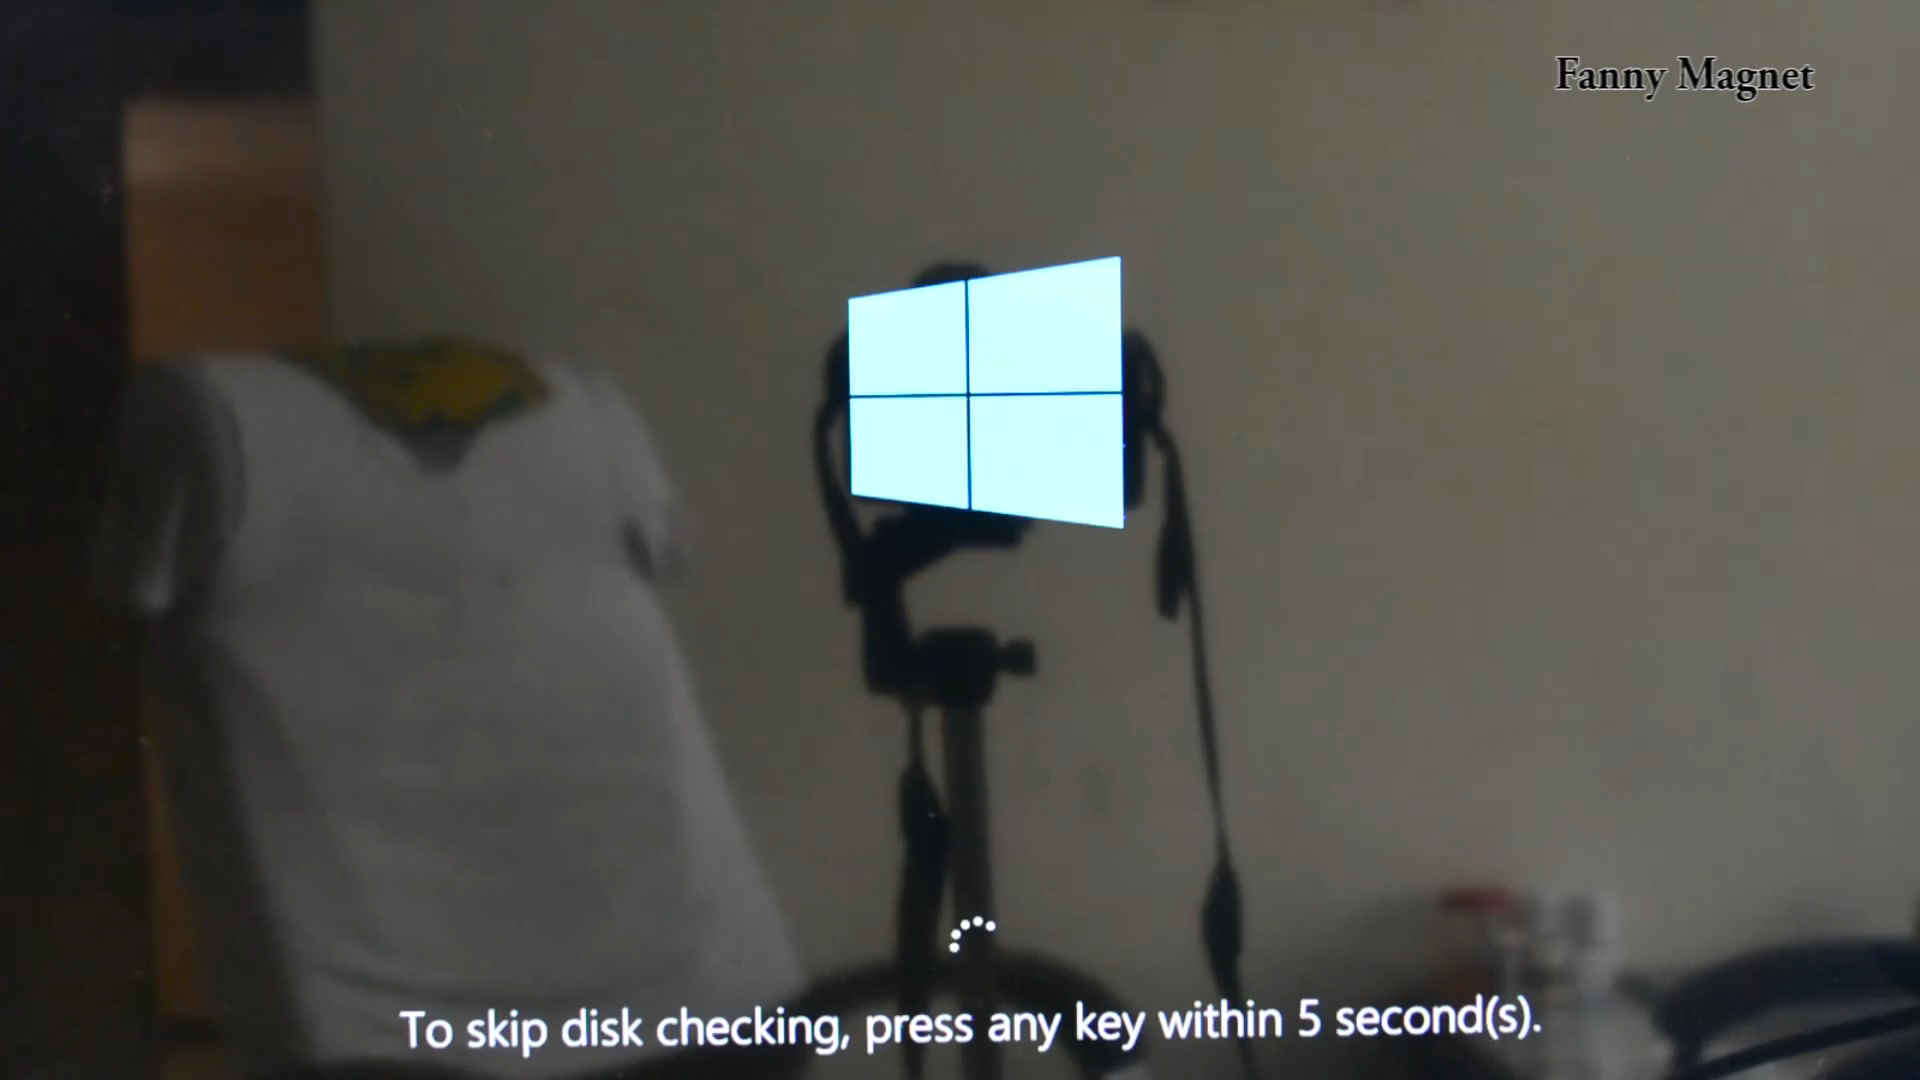 Fanny Magnet
To skip disk checking, press any key within 5 second(s).